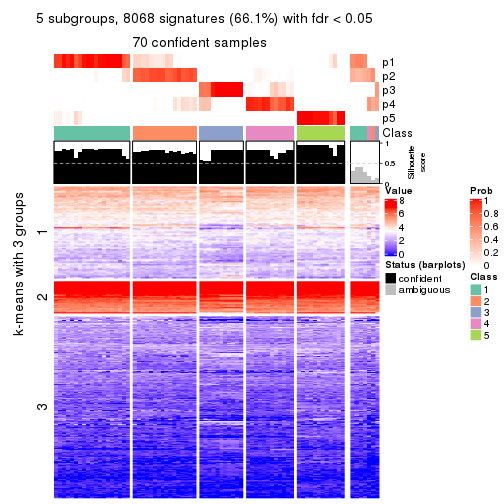 5 subgroups, 8068 signatures (66.1%) with fdr < 0.05
70 confident samples
p1
p2
p3
p4
p5
Class
1
0.5
0
Silhouette
score
k-means with 3 groups
1
2
3
Value
8
6
4
2
0
Status (barplots)
confident
ambiguous
Prob
1
0.8
0.6
0.4
0.2
0
Class
1
2
3
4
5